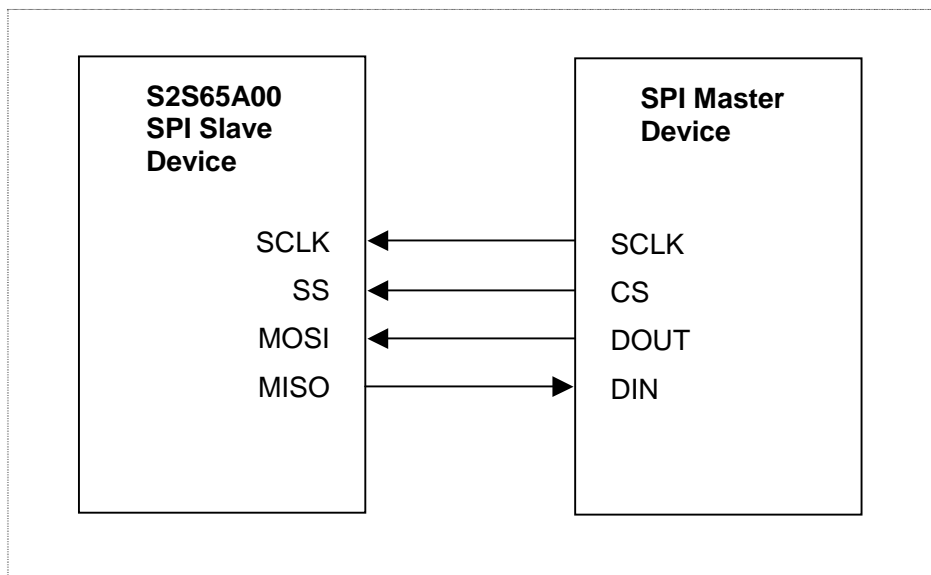 S2S65A00
SPI Slave
Device
SPI Master
Device
SCLK
SCLK
SS
CS
MOSI
DOUT
MISO
DIN